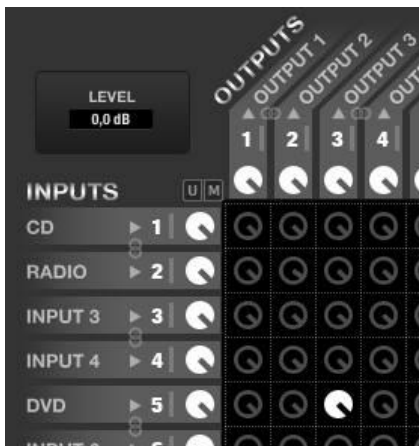 OUTPUTS
OUTPUT 1
OUTPUT 2
OUTPUT 3
LEVEL
0,0 dB
1 2 3 4
INPUTS U M
CD 1
RADIO 2
INPUT 3 3
INPUT 4 4
DVD 5